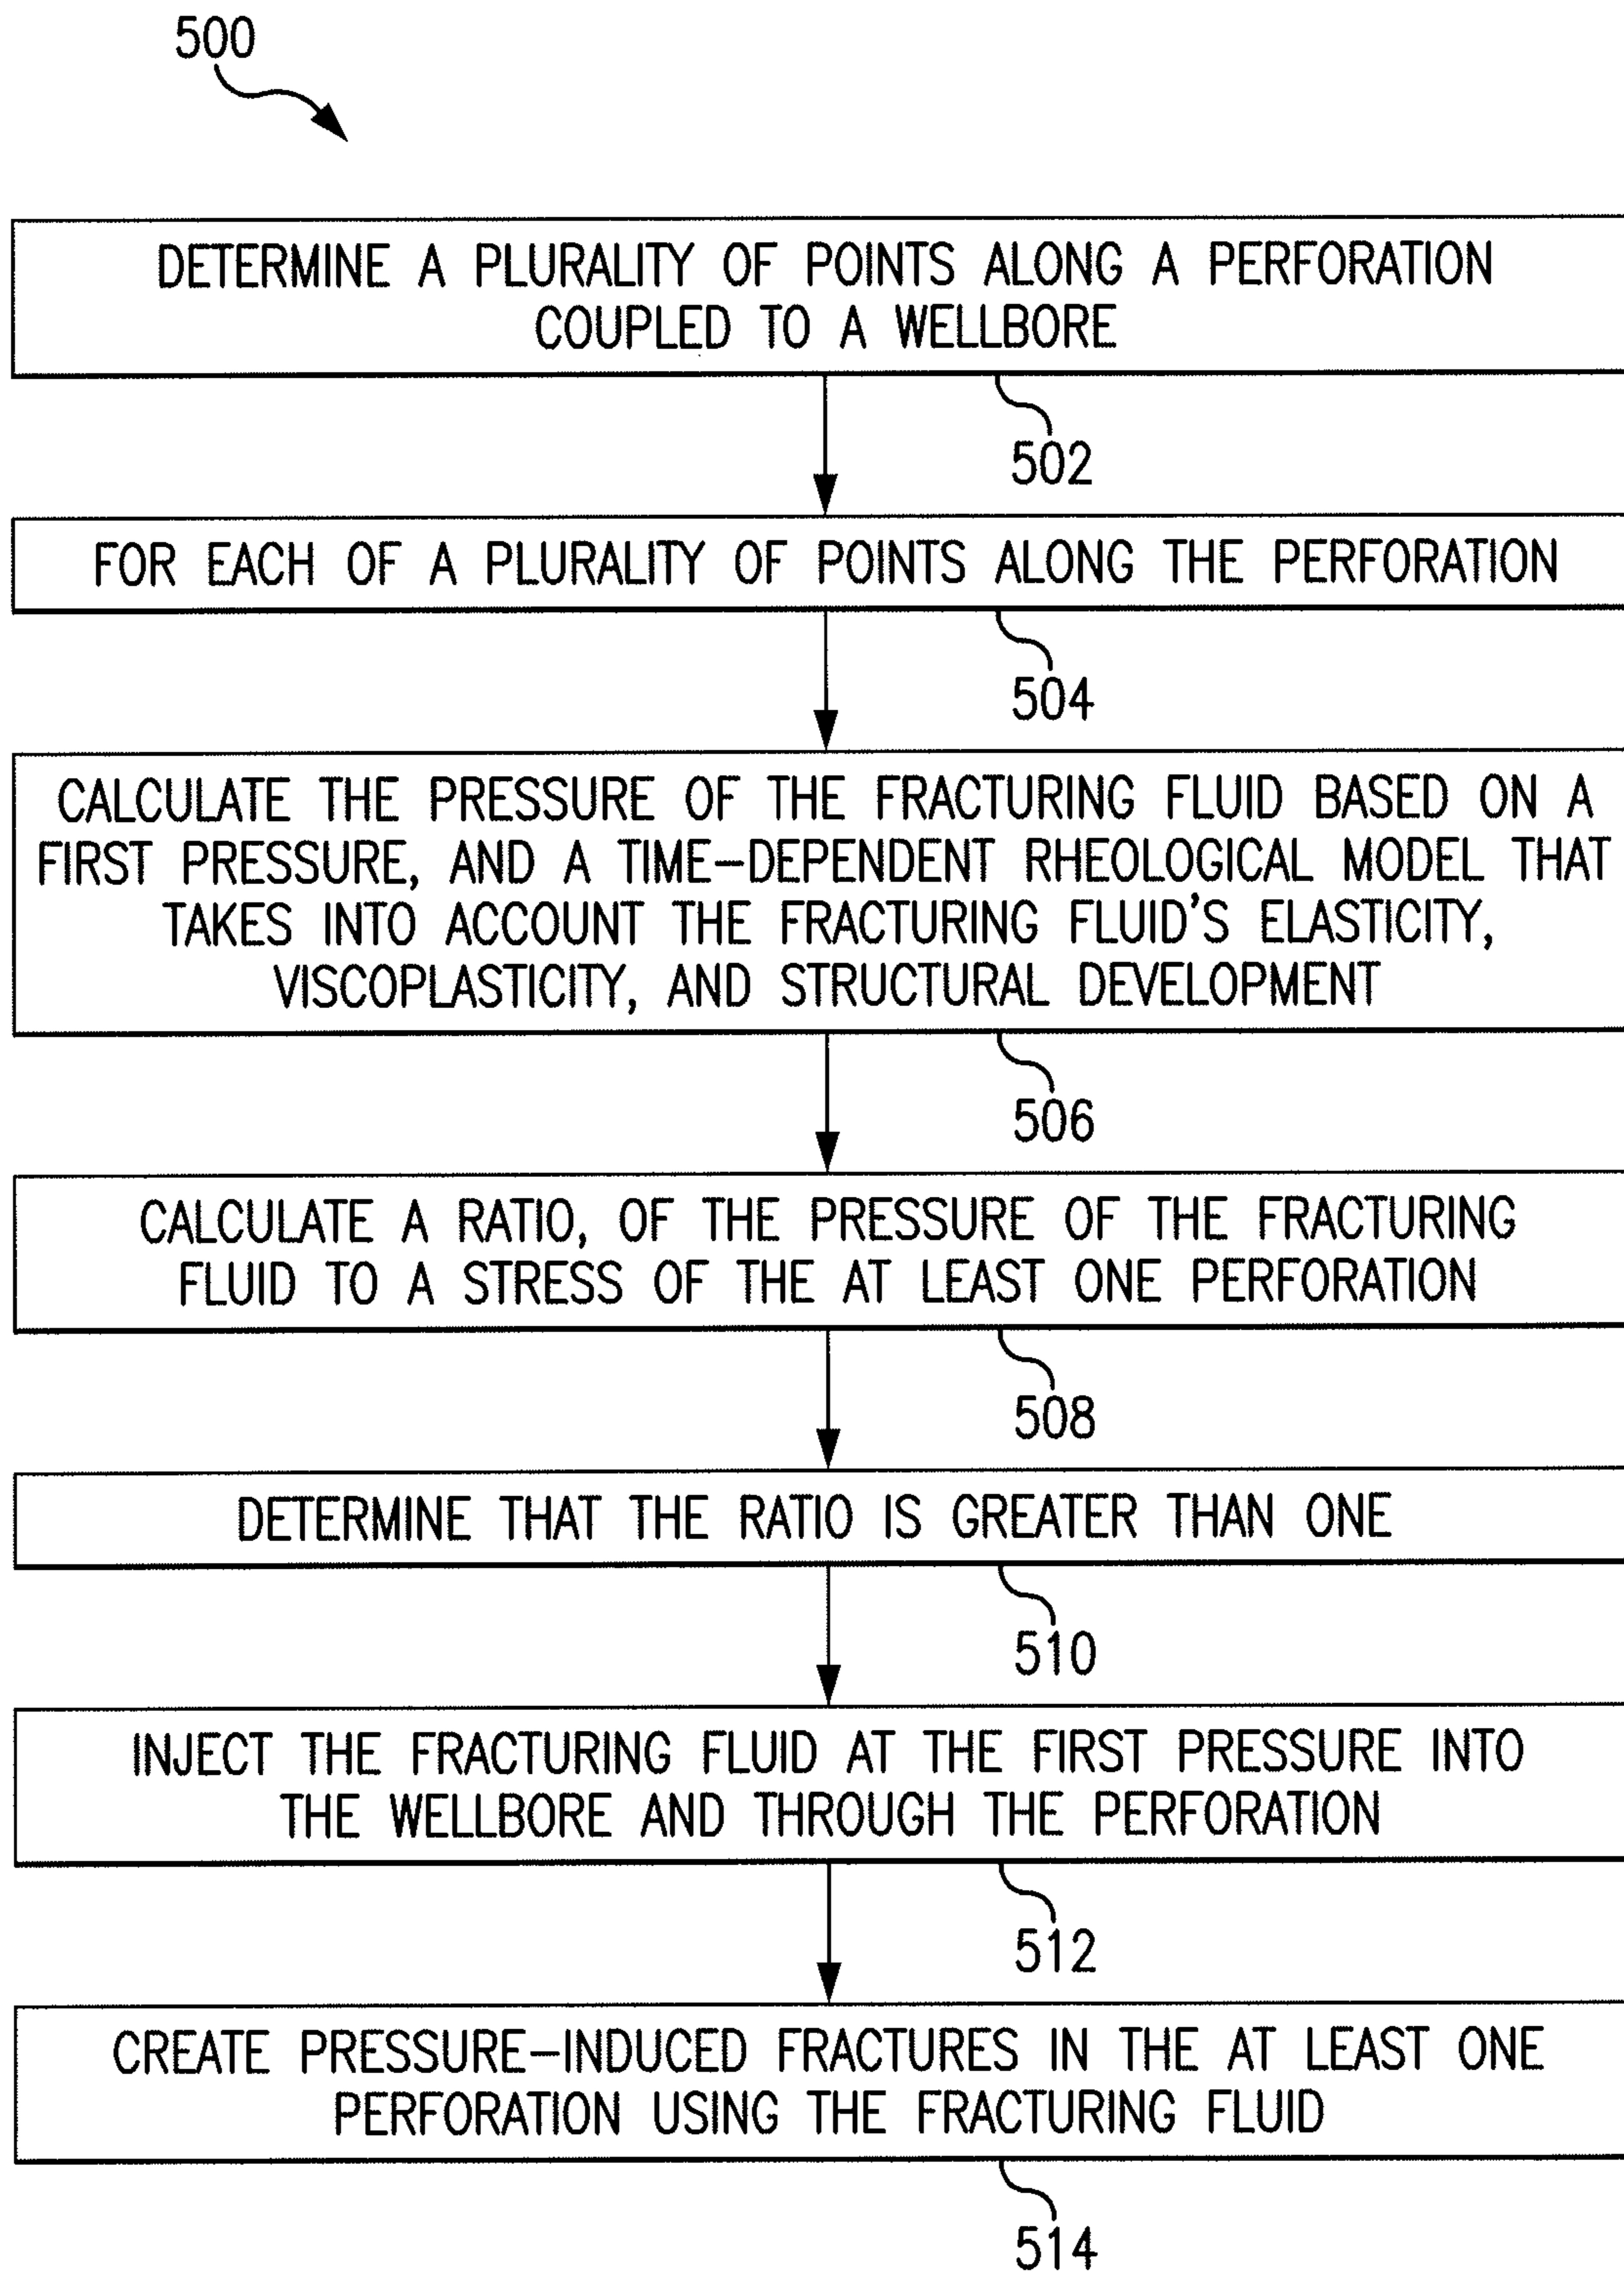 500
DETERMINE A PLURALITY OF POINTS ALONG A PERFORATION
COUPLED TO A WELLBORE
502
FOR EACH OF A PLURALITY OF POINTS ALONG THE PERFORATION
504
CALCULATE THE PRESSURE OF THE FRACTURING FLUID BASED ON A
FIRST PRESSURE, AND A TIME-DEPENDENT RHEOLOGICAL MODEL THAT
TAKES INTO ACCOUNT THE FRACTURING FLUID'S ELASTICITY,
VISCOPLASTICITY, AND STRUCTURAL DEVELOPMENT
506
CALCULATE A RATIO, OF THE PRESSURE OF THE FRACTURING
FLUID TO A STRESS OF THE AT LEAST ONE PERFORATION
508
DETERMINE THAT THE RATIO IS GREATER THAN ONE
510
INJECT THE FRACTURING FLUID AT THE FIRST PRESSURE INTO
THE WELLBORE AND THROUGH THE PERFORATION
512
CREATE PRESSURE-INDUCED FRACTURES IN THE AT LEAST ONE
PERFORATION USING THE FRACTURING FLUID
514